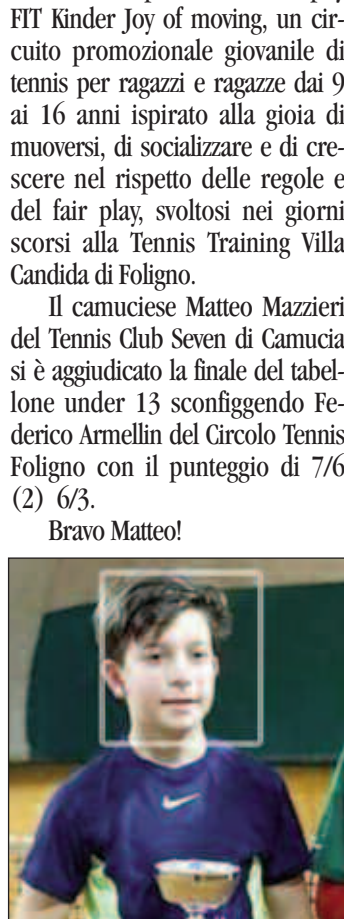 FIT Kinder Joy of moving, un cir-
cuito promozionale giovanile di
tennis per ragazzi e ragazze dai 9
ai 16 anni ispirato alla gioia di
muoversi, di socializzare e di cre-
scere nel rispetto delle regole e
del fair play, svoltosi nei giorni
scorsi alla Tennis Training Villa
Candida di Foligno.
Il camuciese Matteo Mazzieri
del Tennis Club Seven di Camucia
si è aggiudicato la finale del tabel-
lone under 13 sconfiggendo Fe-
derico Armellin del Circolo Tennis
Foligno con il punteggio di 7/6
(2) 6/3.
Bravo Matteo!